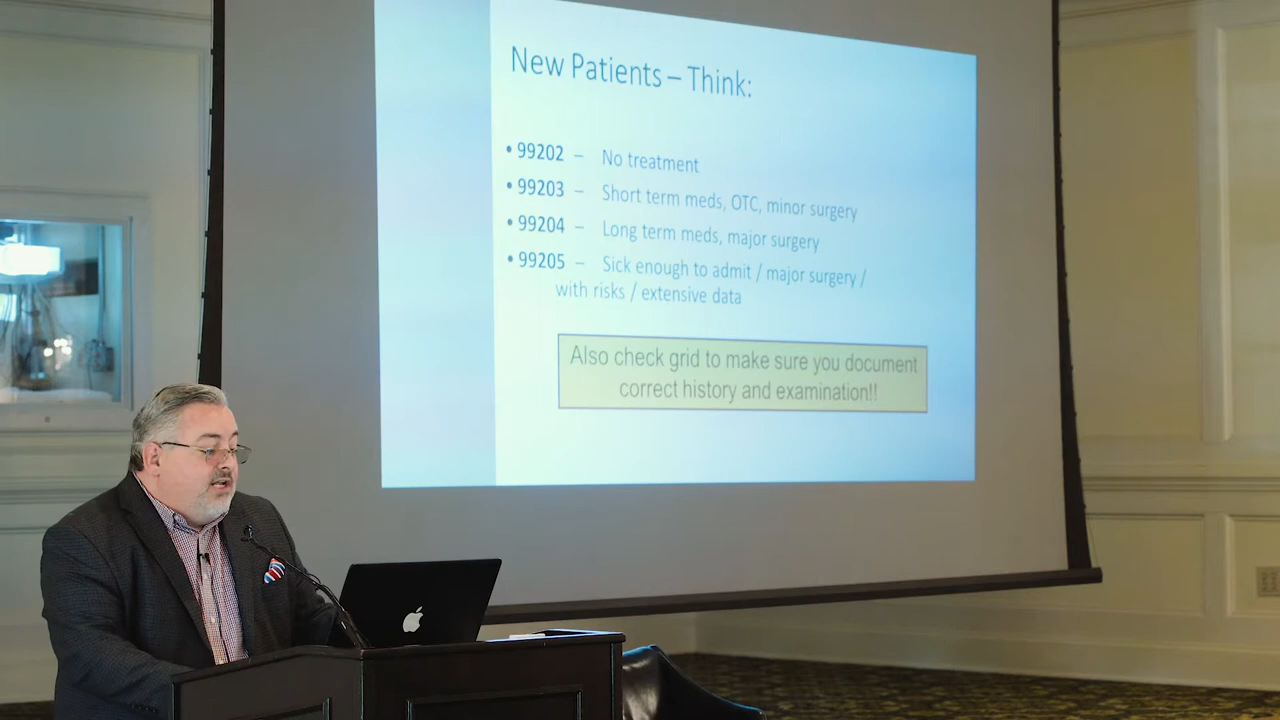 New Patients – Think:
• 99202 – No treatment
• 99203 – Short term meds, OTC, minor surgery
• 99204 – Long term meds, major surgery
• 99205 – Sick enough to admit / major surgery /
with risks / extensive data
Also check grid to make sure you document
correct history and examination!!